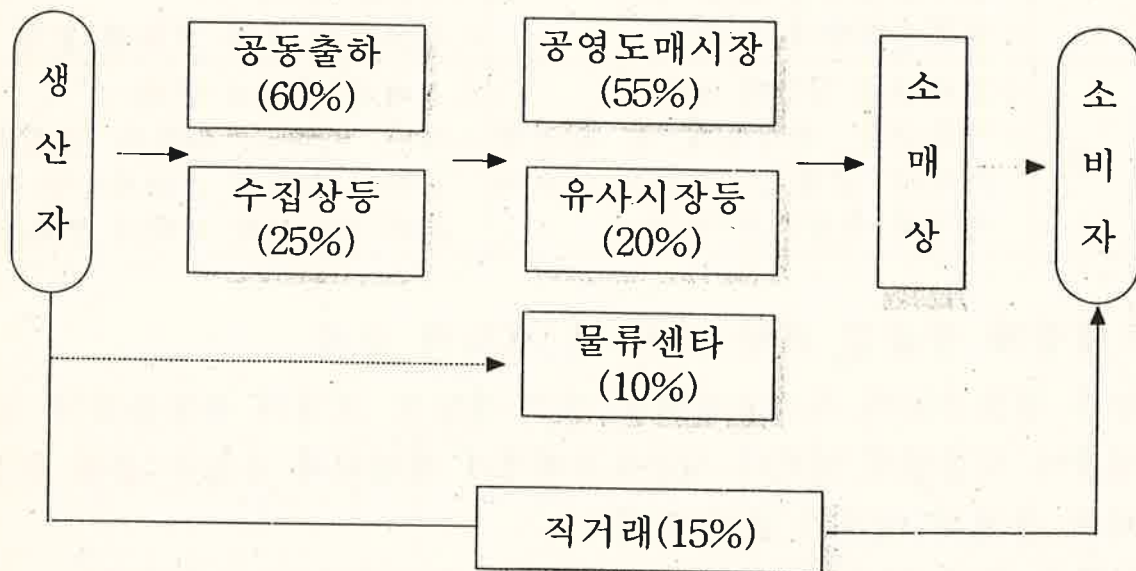 생산자
공동출하
(60%)
수집상등
(25%)
공영도매시장
(55%)
유사시장등
(20%)
물류센타
(10%)
소매상
소비자
직거래(15%)